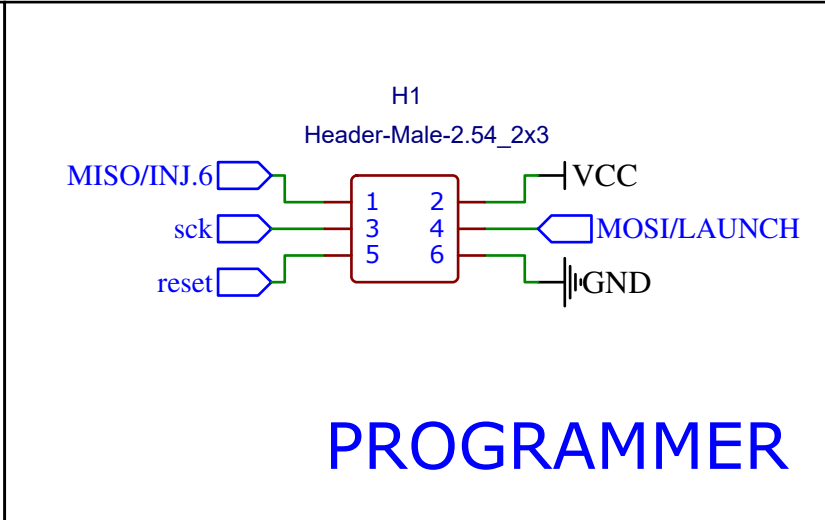 H1
Header-Male-2.54_2x3
MISO/INJ.6 1 2 VCC
sck 3 4 MOSI/LAUNCH
reset 5 6 GND
PROGRAMMER